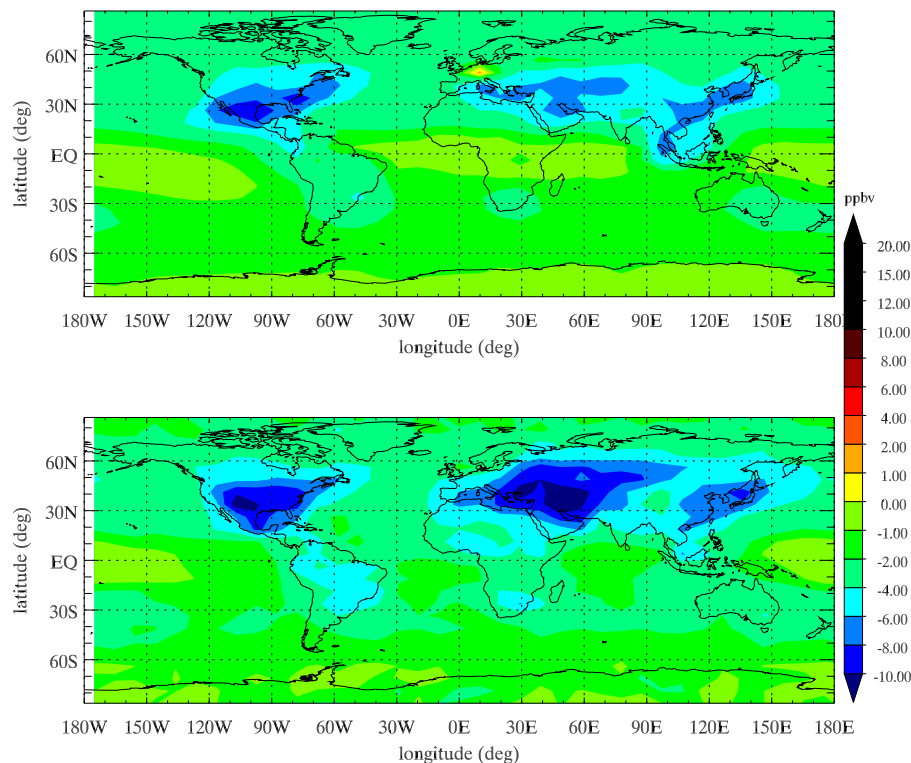 60N
30N
EQ
30S
60S
latitude (deg)
180W 150W 120W 90W 60W 30W 0E 30E 60E 90E 120E 150E 180E
longitude (deg)
ppbv
20.00
15.00
12.00
10.00
8.00
6.00
4.00
2.00
1.00
0.00
-2.00
-4.00
-6.00
-8.00
-10.00
60N
30N
EQ
30S
60S
latitude (deg)
180W 150W 120W 90W 60W 30W 0E 30E 60E 90E 120E 150E 180E
longitude (deg)